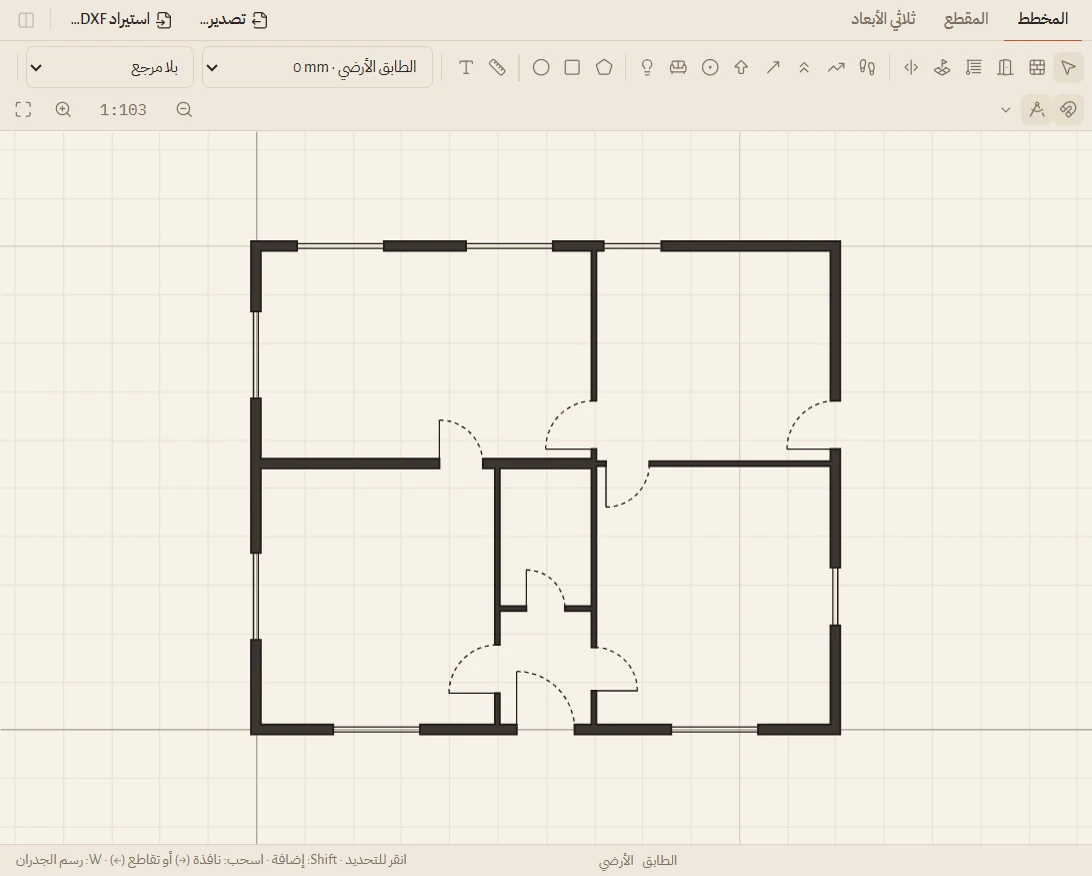 المخطط
المقطع
ثلاثي الأبعاد
تصدير...
استيراد DXF...
الطابق الأرضي · 0 mm
بلا مرجع
1:103
الطابق الأرضي
انقر للتحديد · Shift: إضافة · اسحب: نافذة (→) أو تقاطع (←) · W: رسم الجدران